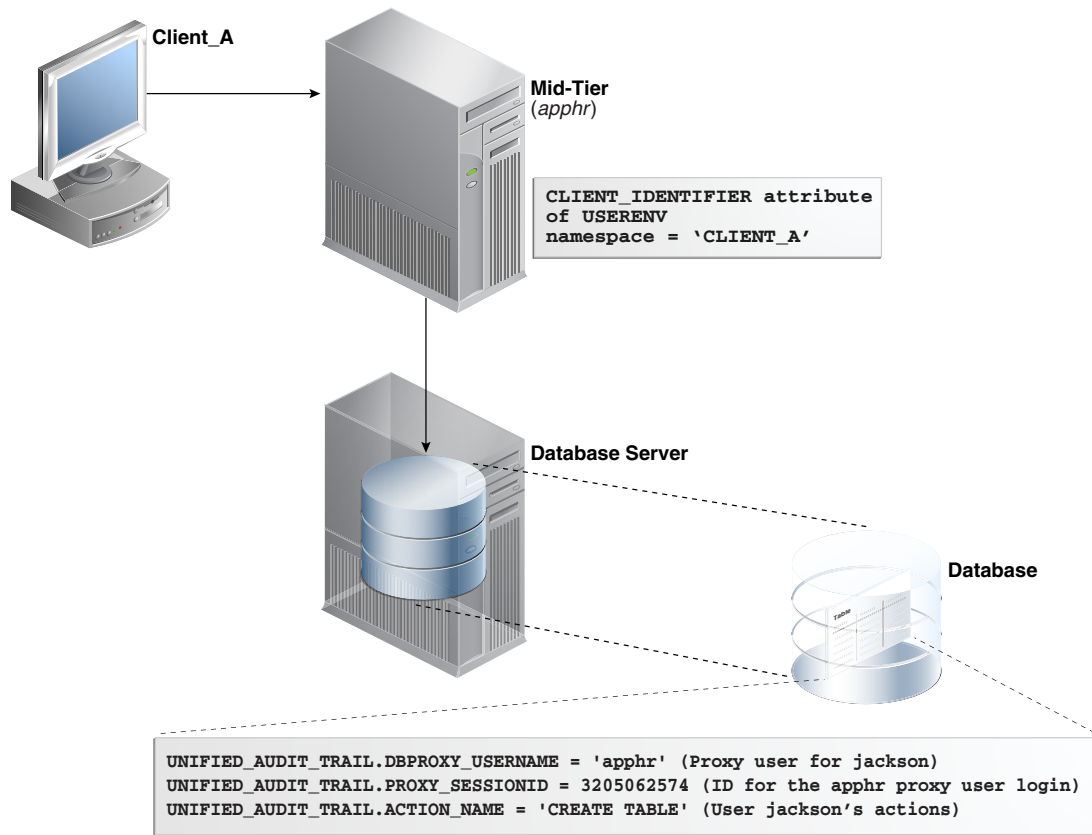 Client_A
Mid-Tier
(apphr)
CLIENT_IDENTIFIER attribute
of USERENV
namespace = ‘CLIENT_A’
Database Server
Database
Table
UNIFIED_AUDIT_TRAIL.DBPROXY_USERNAME = 'apphr' (Proxy user for jackson)
UNIFIED_AUDIT_TRAIL.PROXY_SESSIONID = 3205062574 (ID for the apphr proxy user login)
UNIFIED_AUDIT_TRAIL.ACTION_NAME = 'CREATE TABLE' (User jackson’s actions)